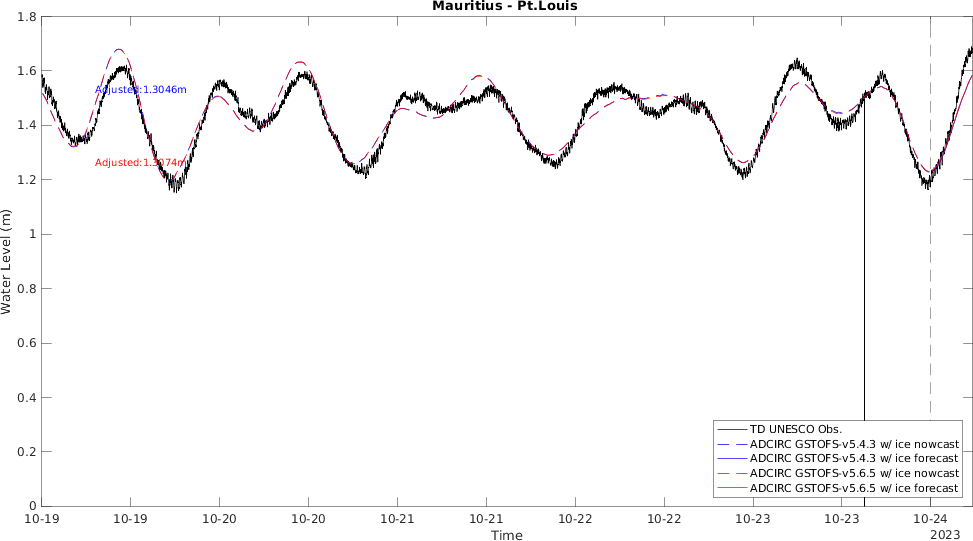 Mauritius - Pt.Louis
1.8
1.6
1.4
1.2
1
0.8
0.6
0.4
0.2
0
Water Level (m)
Adjusted:1.3046m
Adjusted:1.3074m
TD UNESCO Obs.
ADCIRC GSTOFS-v5.4.3 w/ ice nowcast
ADCIRC GSTOFS-v5.4.3 w/ ice forecast
ADCIRC GSTOFS-v5.6.5 w/ ice nowcast
ADCIRC GSTOFS-v5.6.5 w/ ice forecast
10-19 10-19 10-20 10-20 10-21 10-21 10-22 10-22 10-23 10-23 10-24
Time
2023